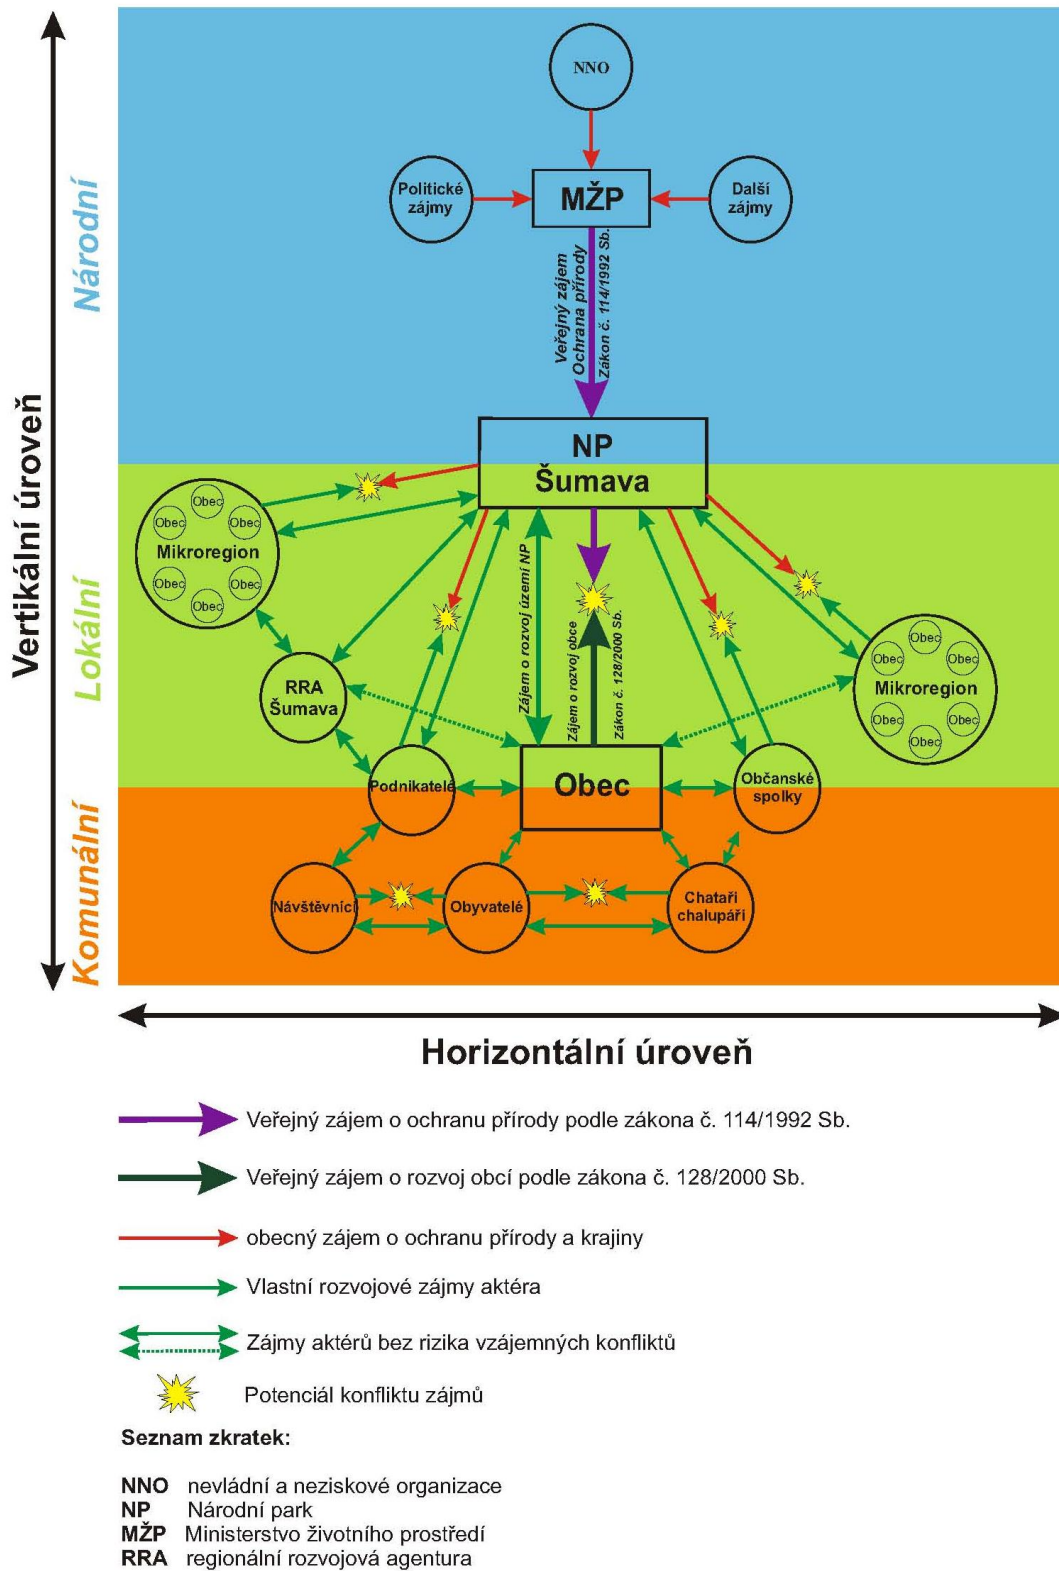 NNO
Politické
zájmy
MŽP
Další
zájmy
Veřejný zájem
Ochrana přírody
Zákon č. 114/1992 Sb.
NP
Šumava
Obec
Obec
Obec
Mikroregion
Obec
Obec
Obec
RRA
Šumava
Zájem o rozvoj území NP
Zájem o rozvoj obce
Zákon č. 128/2000 Sb.
Obec
Obec
Obec
Mikroregion
Obec
Obec
Obec
Podnikatelé
Obec
Občanské
spolky
Návštěvníci
Obyvatelé
Chataři
chalupáři
Vertikální úroveň
Národní
Lokální
Komunální
Horizontální úroveň
Veřejný zájem o ochranu přírody podle zákona č. 114/1992 Sb.
Veřejný zájem o rozvoj obcí podle zákona č. 128/2000 Sb.
obecný zájem o ochranu přírody a krajiny
Vlastní rozvojové zájmy aktéra
Zájmy aktérů bez rizika vzájemných konfliktů
Potenciál konfliktu zájmů
Seznam zkratek:
NNO nevládní a neziskové organizace
NP Národní park
MŽP Ministerstvo životního prostředí
RRA regionální rozvojová agentura